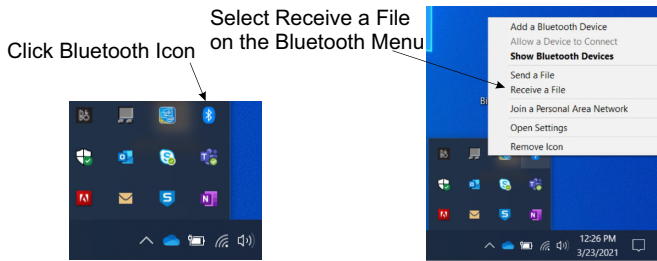 Select Receive a File
on the Bluetooth Menu
Click Bluetooth Icon
Add a Bluetooth Device
Allow a Device to Connect
Show Bluetooth Devices
Send a File
Receive a File
Join a Personal Area Network
Open Settings
Remove Icon
Bi
12:26 PM
3/23/2021